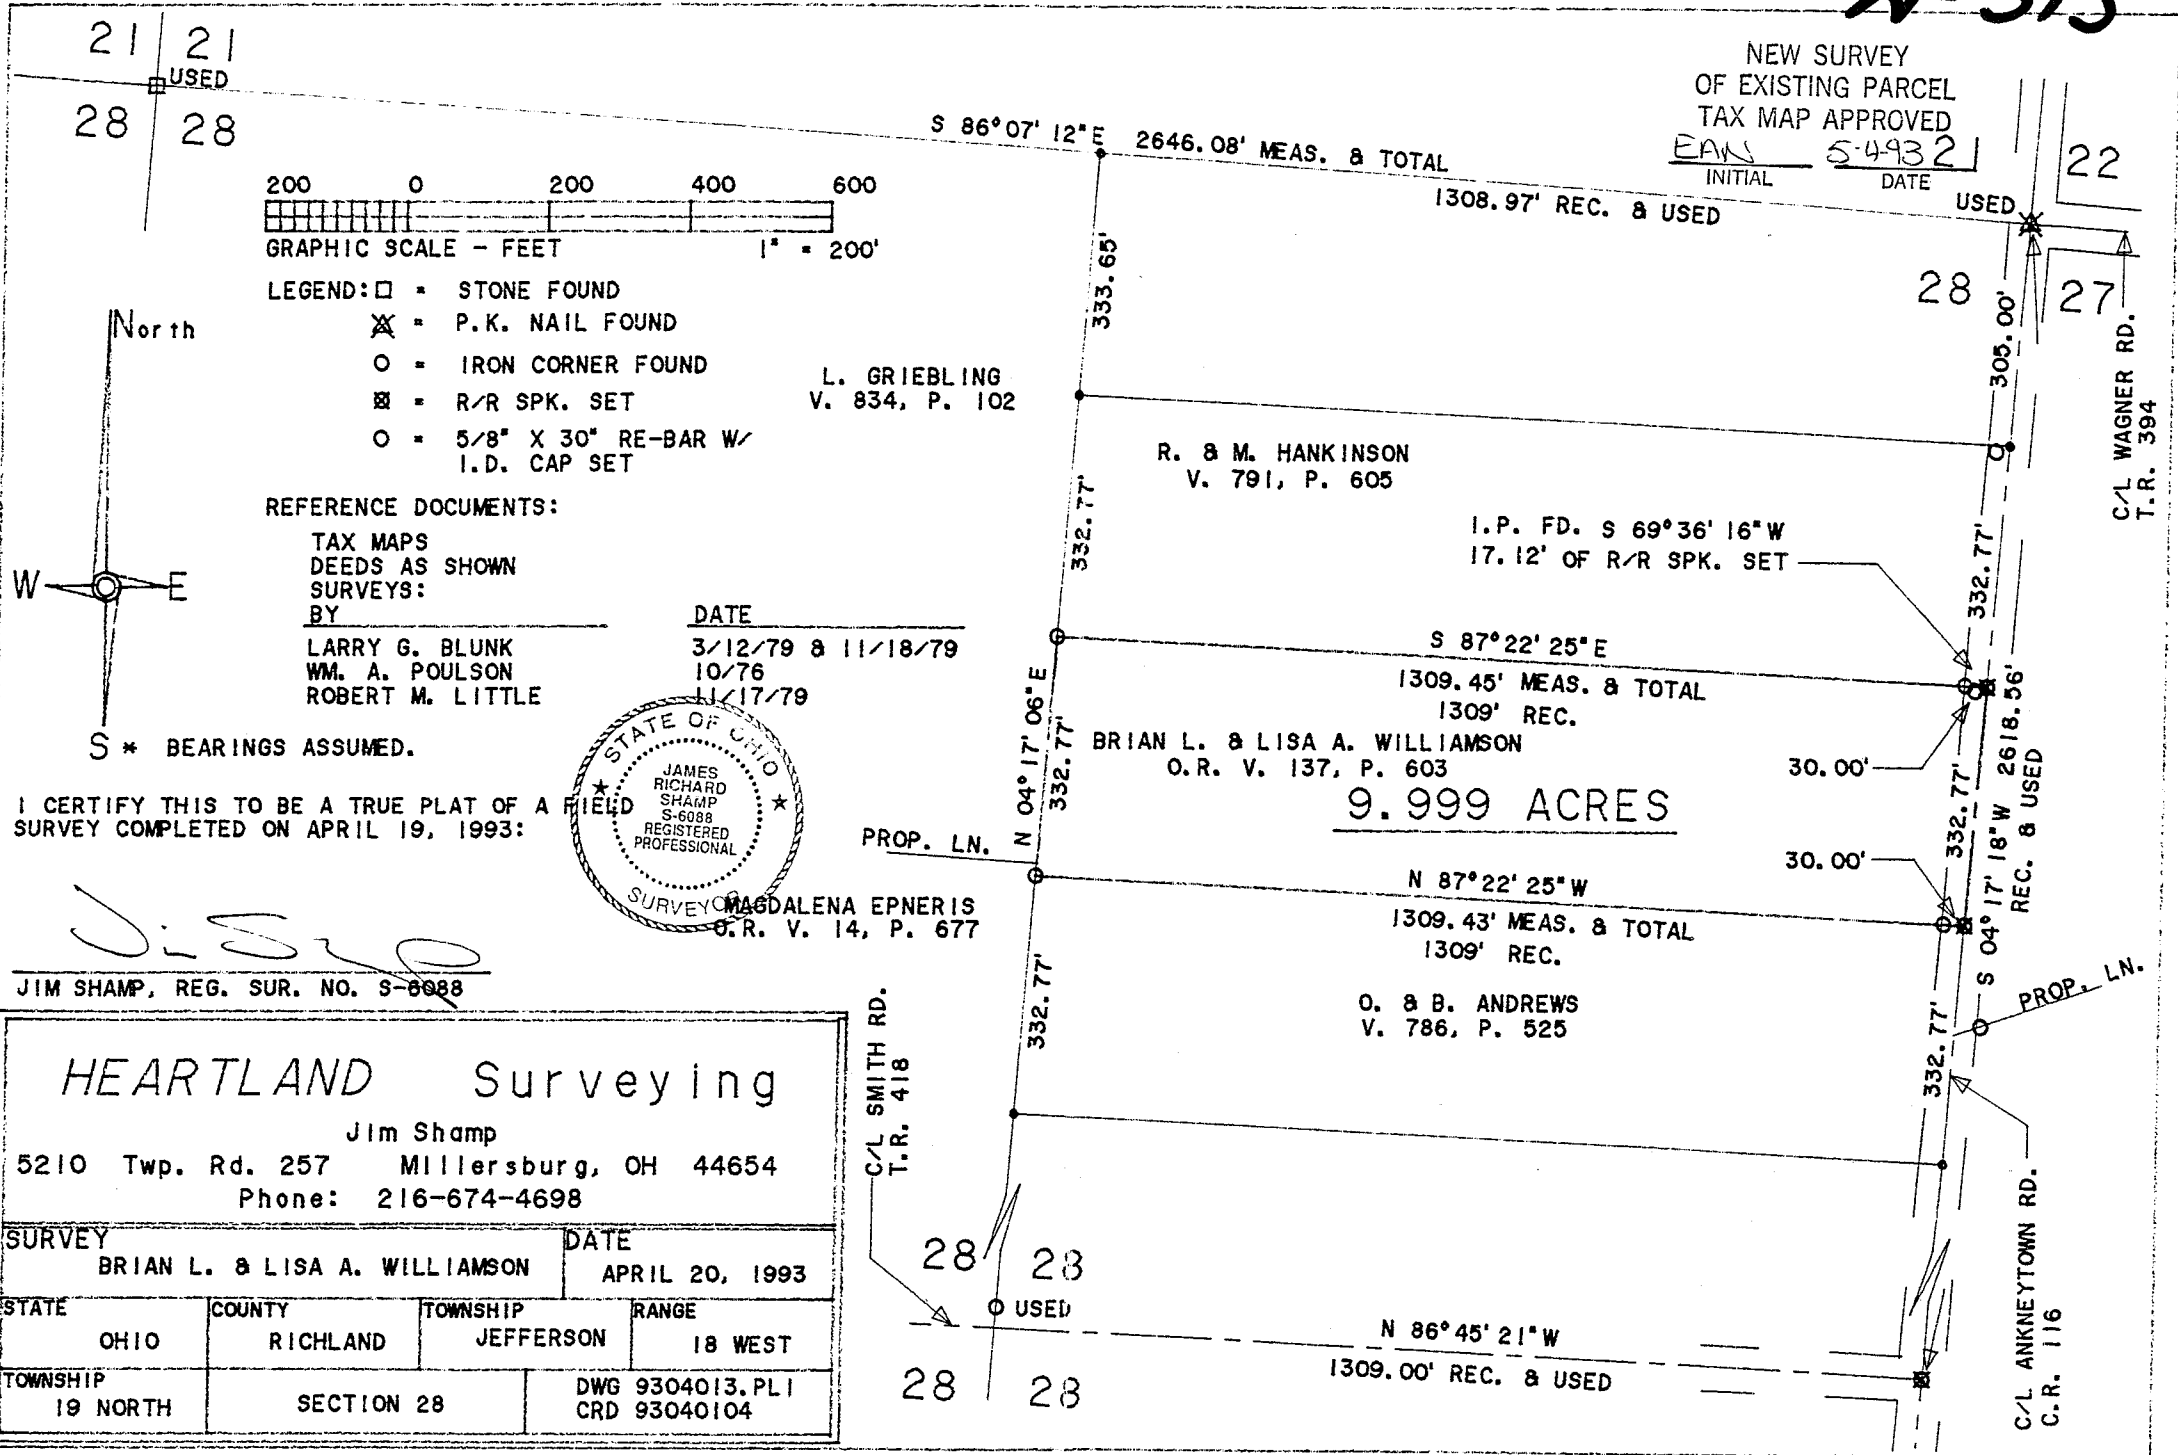 21 21
USED
28 28
200 0 200 400 600
GRAPHIC SCALE - FEET 1" = 200'
LEGEND: □ = STONE FOUND
= P.K. NAIL FOUND
O = IRON CORNER FOUND
= R/R SPK. SET
O = 5/8" X 30" RE-BAR W/
I.D. CAP SET
North
W E
S * BEARINGS ASSUMED.
REFERENCE DOCUMENTS:
TAX MAPS
DEEDS AS SHOWN
SURVEYS:
BY DATE
LARRY G. BLUNK 3/12/79 & 11/18/79
WM. A. POULSON 10/76
ROBERT M. LITTLE 11/17/79
I CERTIFY THIS TO BE A TRUE PLAT OF A FIELD
SURVEY COMPLETED ON APRIL 19, 1993:
STATE OF OHIO
JAMES
RICHARD
SHAMP
S-6088
REGISTERED
PROFESSIONAL
SURVEYOR
JIM SHAMP, REG. SUR. NO. S-6088
HEARTLAND Surveying
Jim Shamp
5210 Twp. Rd. 257 Millersburg, OH 44654
Phone: 216-674-4698
SURVEY
BRIAN L. & LISA A. WILLIAMSON
DATE
APRIL 20, 1993
STATE
OHIO
COUNTY
RICHLAND
TOWNSHIP
JEFFERSON
RANGE
18 WEST
TOWNSHIP
19 NORTH
SECTION 28
DWG 9304013.PLI
CRD 93040104
NEW SURVEY
OF EXISTING PARCEL
TAX MAP APPROVED
EAN 5-4-93
INITIAL DATE
21 22
USED
28 27
S 86°07'12"E 2646.08' MEAS. & TOTAL
1308.97' REC. & USED
333.65'
305.00'
C/L WAGNER RD.
T.R. 394
L. GRIEBLING
V. 834, P. 102
R. & M. HANKINSON
V. 791, P. 605
332.77'
332.77'
I.P. FD. S 69°36'16"W
17.12' OF R/R SPK. SET
S 87°22'25"E
1309.45' MEAS. & TOTAL
1309' REC.
N 04°17'06"E
332.77'
BRIAN L. & LISA A. WILLIAMSON
O.R. V. 137, P. 603
9.999 ACRES
30.00'
30.00'
332.77'
S 04°17'18"W 2618.56'
REC. & USED
PROP. LN.
N 87°22'25"W
1309.43' MEAS. & TOTAL
1309' REC.
MAGDALENA EPNERIS
O.R. V. 14, P. 677
O. & B. ANDREWS
V. 786, P. 525
332.77'
332.77'
PROP. LN.
C/L SMITH RD.
T.R. 418
28 28
USED
28 28
N 86°45'21"W
1309.00' REC. & USED
C/L ANKNEYTOWN RD.
C.R. 116